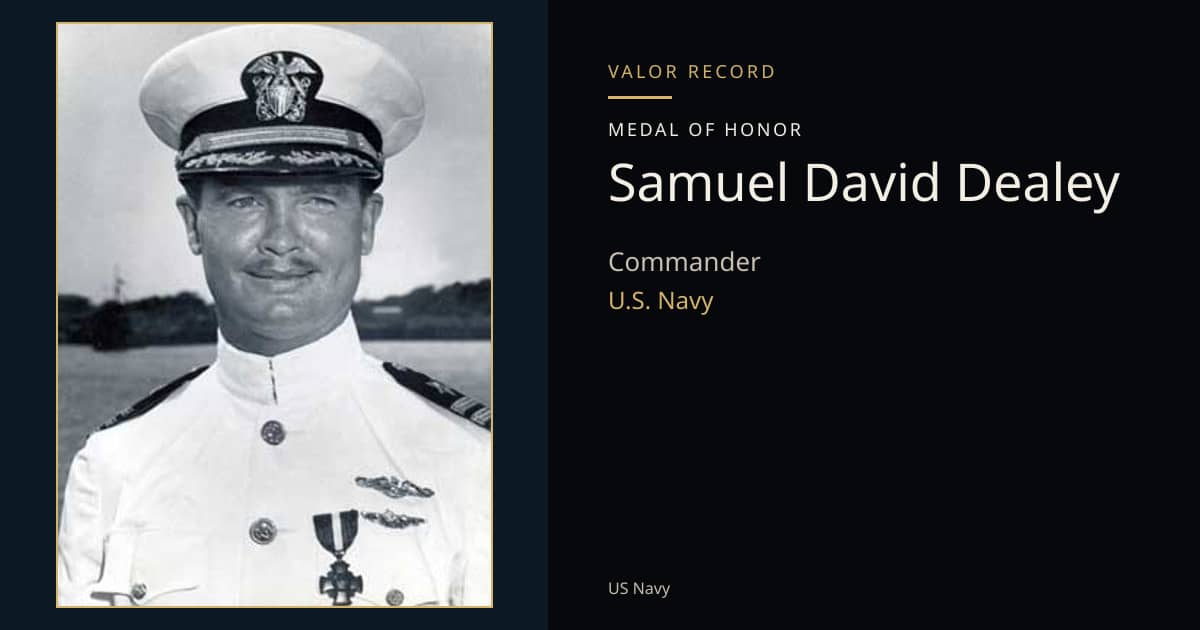 VALOR RECORD
MEDAL OF HONOR
Samuel David Dealey
Commander
U.S. Navy
US Navy